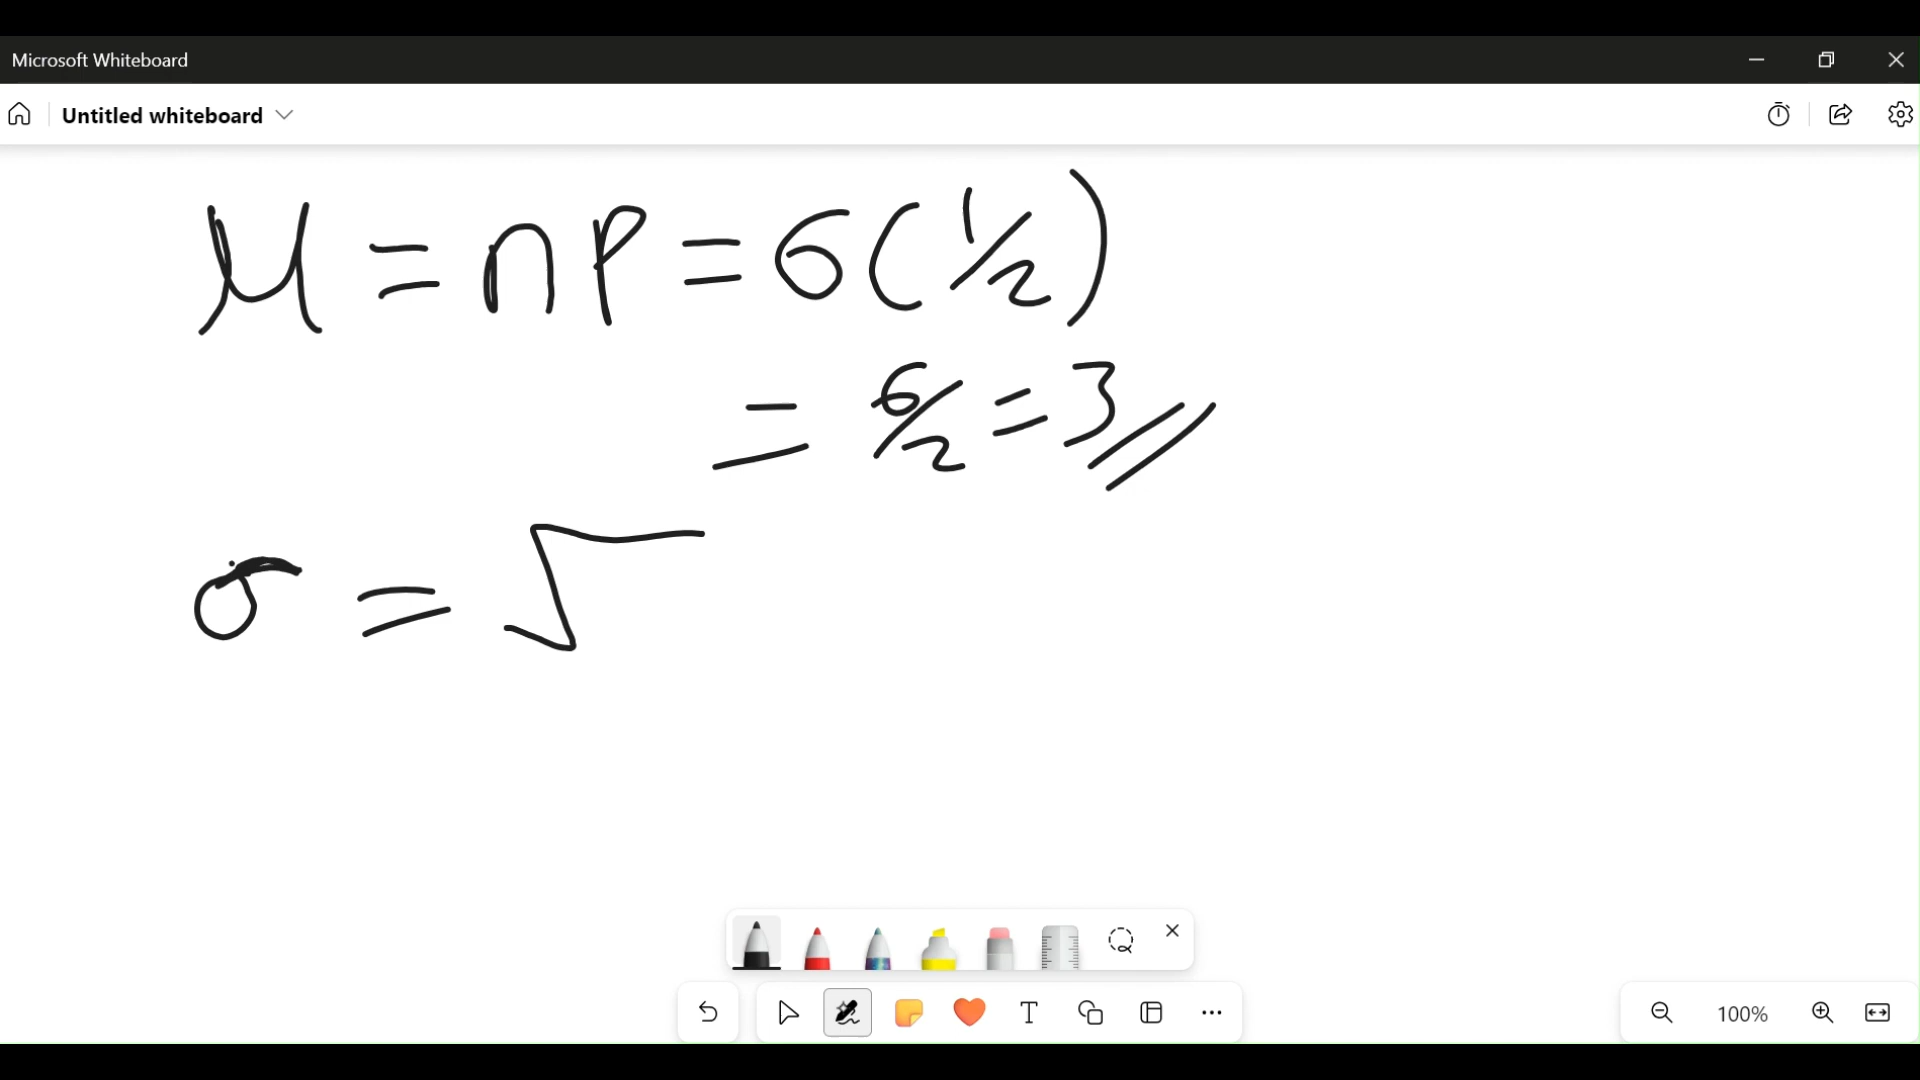 Microsoft Whiteboard
Untitled whiteboard
μ = np = 6(1/2)
= 6/2 = 3//
σ = √
T
100%